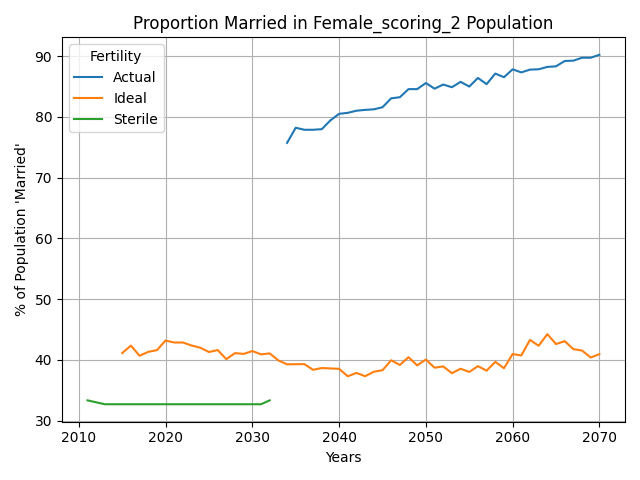 Proportion Married in Female_scoring_2 Population
% of Population 'Married'
90
80
70
60
50
40
30
Fertility
Actual
Ideal
Sterile
2010 2020 2030 2040 2050 2060 2070
Years